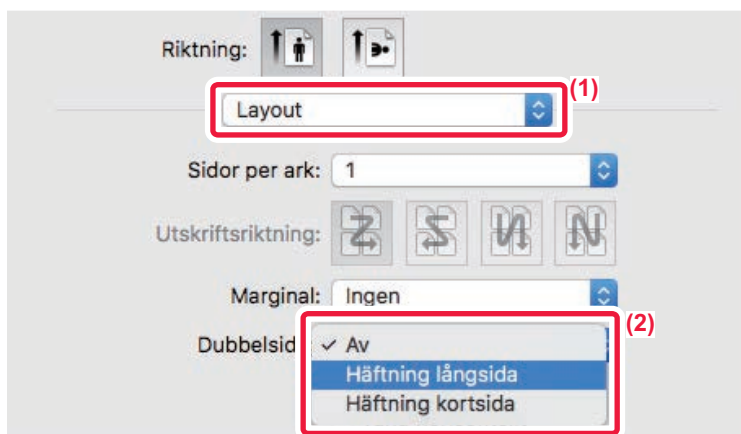 Riktning:
(1)
Layout
Sidor per ark: 1
Utskriftsriktning:
Marginal: Ingen
(2)
Dubbelsid ✓ Av
Häftning långsida
Häftning kortsida